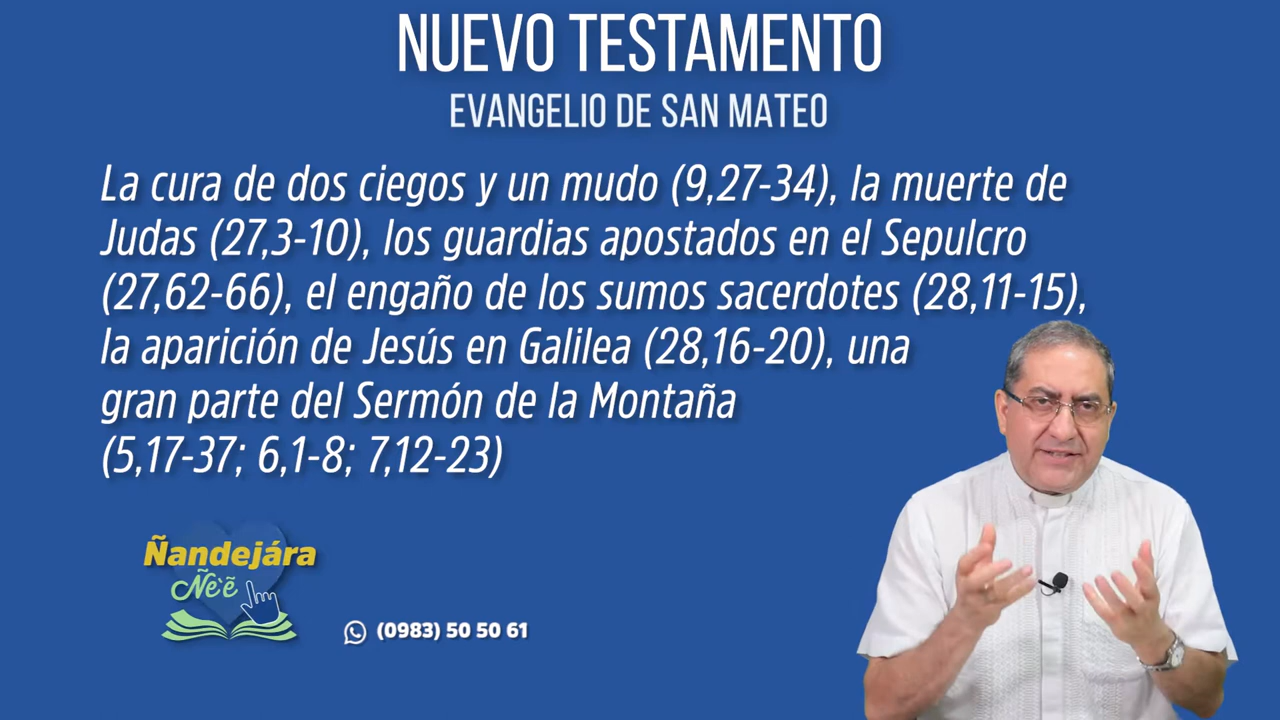 NUEVO TESTAMENTO
EVANGELIO DE SAN MATEO
La cura de dos ciegos y un mudo (9,27-34), la muerte de
Judas (27,3-10), los guardias apostados en el Sepulcro
(27,62-66), el engaño de los sumos sacerdotes (28,11-15),
la aparición de Jesús en Galilea (28,16-20), una
gran parte del Sermón de la Montaña
(5,17-37; 6,1-8; 7,12-23)
Ñandejára
Ñe'ẽ
(0983) 50 50 61